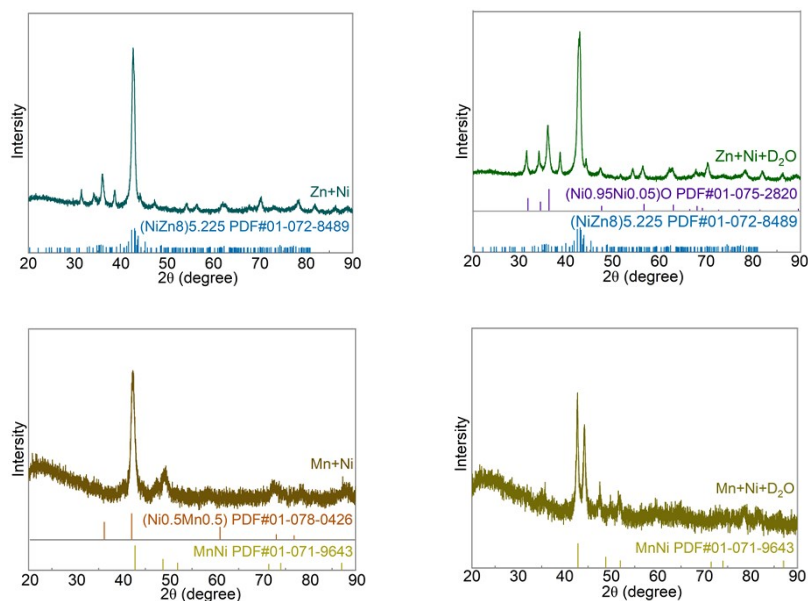 Intensity
Zn+Ni
(NiZn8)5.225 PDF#01-072-8489
20 30 40 50 60 70 80 90
2θ (degree)
Intersity
Zn+Ni+D₂O
(Ni0.95Ni0.05)O PDF#01-075-2820
(NiZn8)5.225 PDF#01-072-8489
20 30 40 50 60 70 80 90
2θ (degree)
Intersity
Mn+Ni
(Ni0.5Mn0.5) PDF#01-078-0426
MnNi PDF#01-071-9643
20 30 40 50 60 70 80 90
2θ (degree)
Intersity
Mn+Ni+D₂O
MnNi PDF#01-071-9643
20 30 40 50 60 70 80 90
2θ (degree)